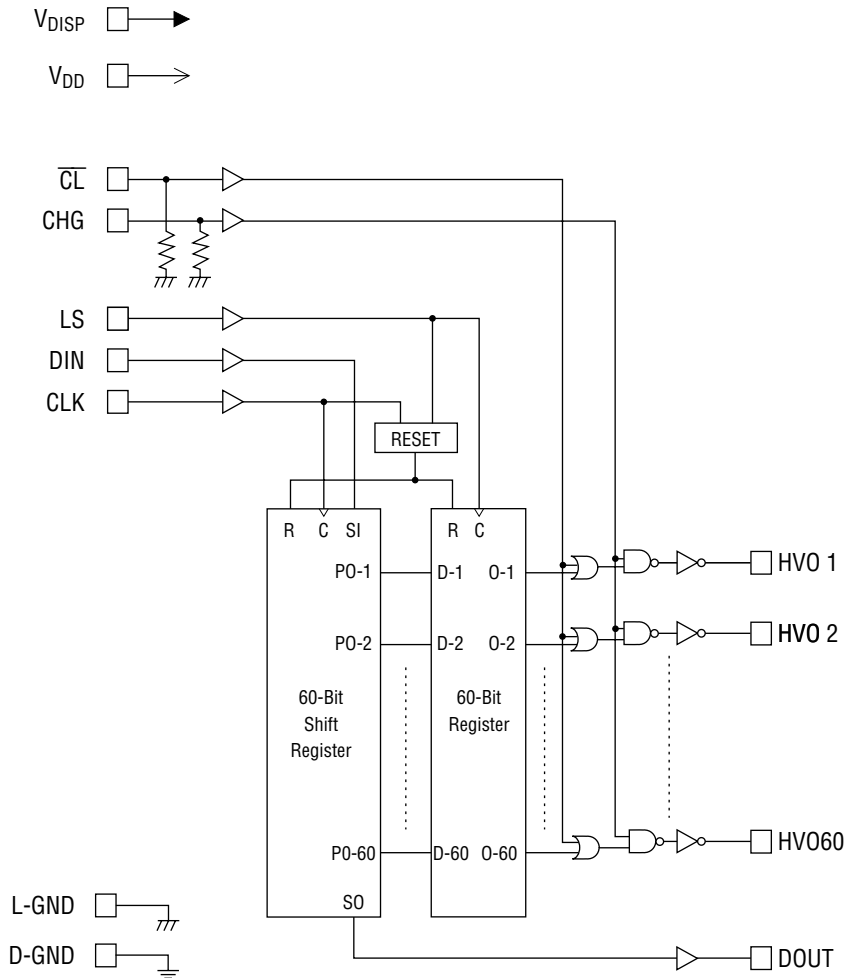 VDISP
VDD
CL
CHG
LS
DIN
CLK
RESET
R C SI
R C
PO-1 D-1 O-1 HVO 1
PO-2 D-2 O-2 HVO 2
60-Bit
Shift
Register
60-Bit
Register
P0-60 D-60 O-60 HVO60
SO
L-GND
D-GND
DOUT